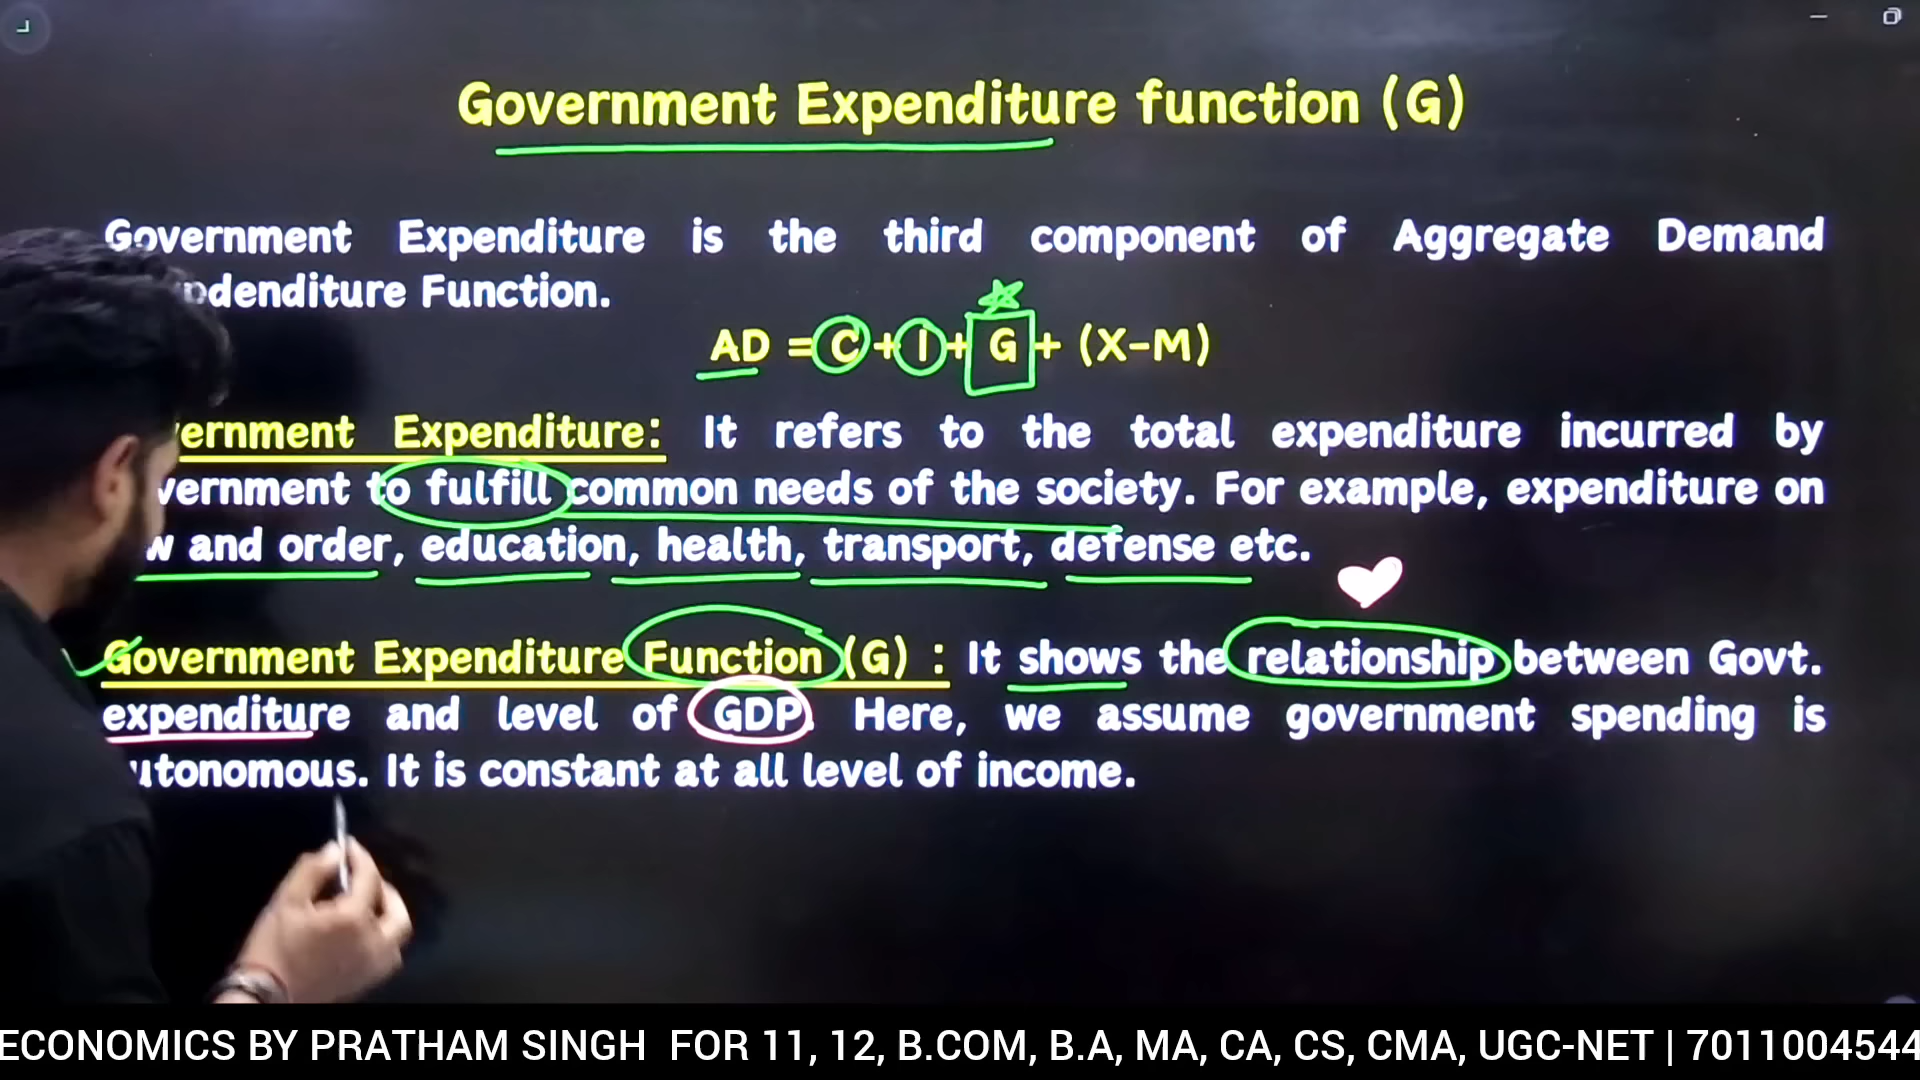 Government Expenditure function (G)
Government Expenditure is the third component of Aggregate Demand
Function.
AD = C + I + G + (X-M)
Expenditure: It refers to the total expenditure incurred by
to fulfill common needs of the society. For example, expenditure on
and order, education, health, transport, defense etc.
Government Expenditure Function (G) : It shows the relationship between Govt.
expenditure and level of GDP. Here, we assume government spending is
utonomous. It is constant at all level of income.
ECONOMICS BY PRATHAM SINGH FOR 11, 12, B.COM, B.A, MA, CA, CS, CMA, UGC-NET | 7011004544